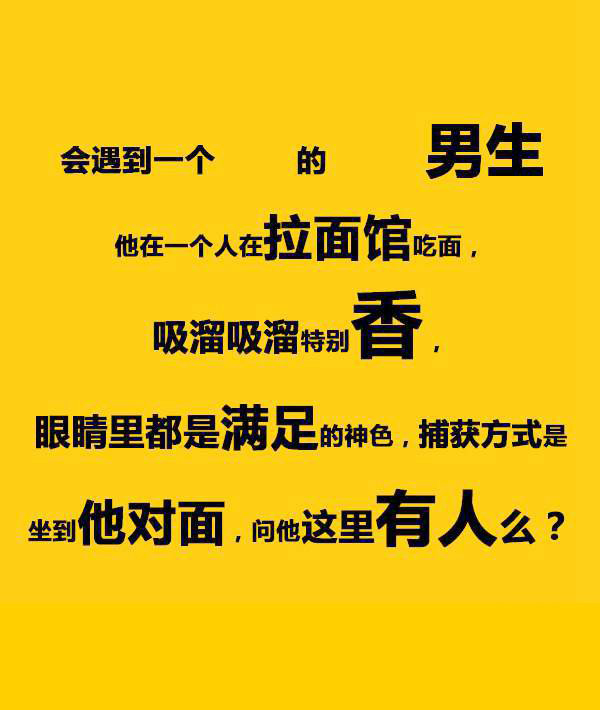 会遇到一个 的 男生
他在一个人在拉面馆吃面，
吸溜吸溜特别香，
眼睛里都是满足的神色，捕获方式是
坐到他对面，问他这里有人么？